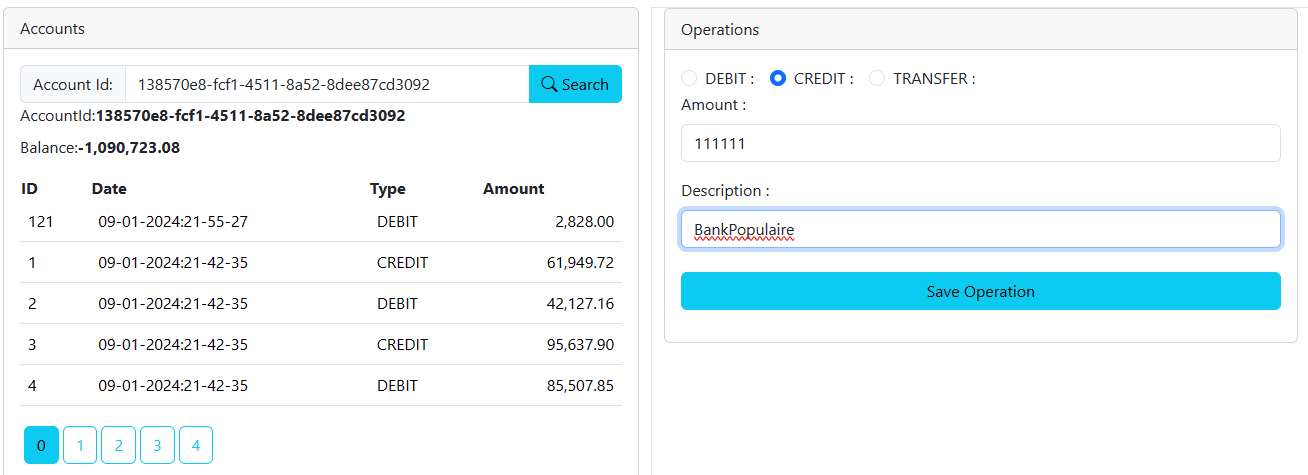 Accounts
Account Id: 138570e8-fcf1-4511-8a52-8dee87cd3092 Search
AccountId:138570e8-fcf1-4511-8a52-8dee87cd3092
Balance:-1,090,723.08
ID Date Type Amount
121 09-01-2024:21-55-27 DEBIT 2,828.00
1 09-01-2024:21-42-35 CREDIT 61,949.72
2 09-01-2024:21-42-35 DEBIT 42,127.16
3 09-01-2024:21-42-35 CREDIT 95,637.90
4 09-01-2024:21-42-35 DEBIT 85,507.85
0 1 2 3 4
Operations
DEBIT : CREDIT : TRANSFER :
Amount :
111111
Description :
BankPopulaire
Save Operation